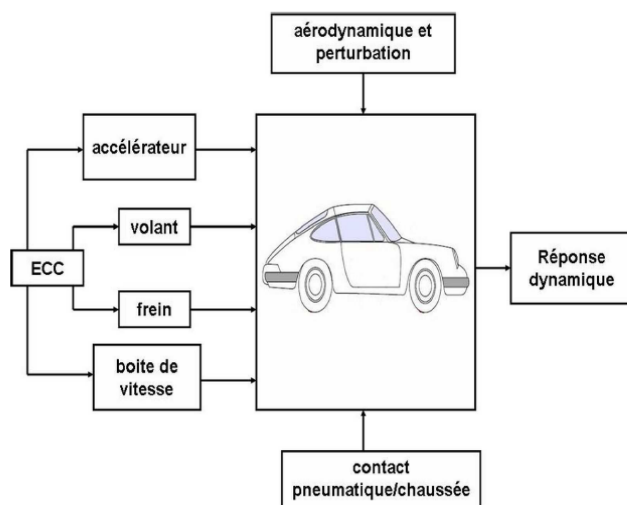 aérodynamique et
perturbation
accélérateur
volant
ECC
frein
boite de
vitesse
Réponse
dynamique
contact
pneumatique/chaussée